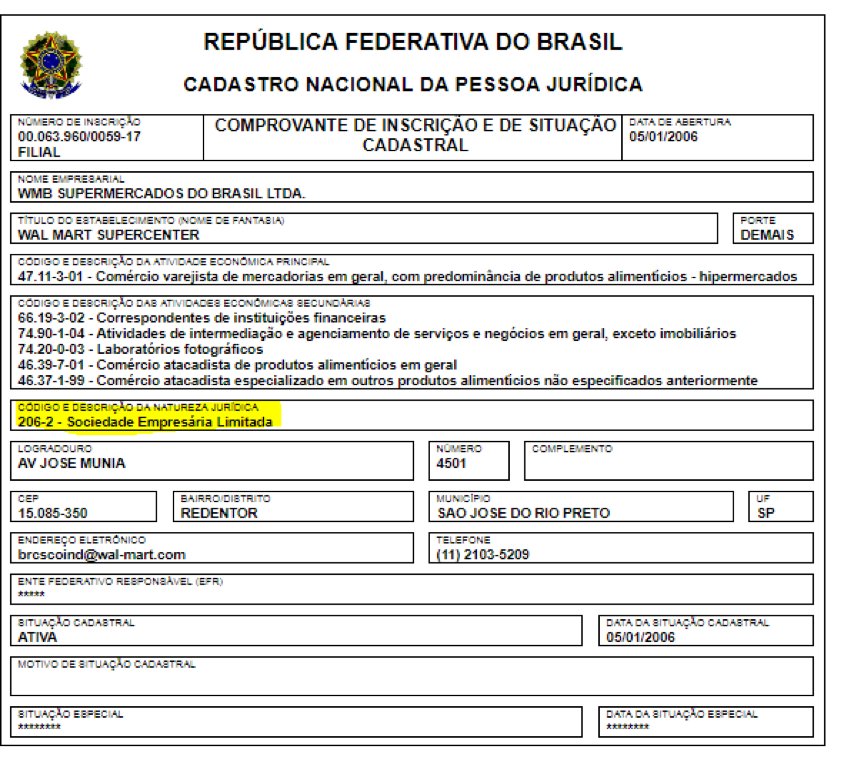 REPÚBLICA FEDERATIVA DO BRASIL
CADASTRO NACIONAL DA PESSOA JURÍDICA
NÚMERO DE INSCRIÇÃO
00.063.960/0059-17
FILIAL
COMPROVANTE DE INSCRIÇÃO E DE SITUAÇÃO
CADASTRAL
DATA DE ABERTURA
05/01/2006
NOME EMPRESARIAL
WMB SUPERMERCADOS DO BRASIL LTDA.
TÍTULO DO ESTABELECIMENTO (NOME DE FANTASIA)
WAL MART SUPERCENTER
PORTE
DEMAIS
CÓDIGO E DESCRIÇÃO DA ATIVIDADE ECONÔMICA PRINCIPAL
47.11-3-01 - Comércio varejista de mercadorias em geral, com predominância de produtos alimentícios - hipermercados
CÓDIGO E DESCRIÇÃO DAS ATIVIDADES ECONÔMICAS SECUNDÁRIAS
66.19-3-02 - Correspondentes de instituições financeiras
74.90-1-04 - Atividades de intermediação e agenciamento de serviços e negócios em geral, exceto imobiliários
74.20-0-03 - Laboratórios fotográficos
46.39-7-01 - Comércio atacadista de produtos alimentícios em geral
46.37-1-99 - Comércio atacadista especializado em outros produtos alimentícios não especificados anteriormente
CÓDIGO E DESCRIÇÃO DA NATUREZA JURÍDICA
206-2 - Sociedade Empresária Limitada
LOGRADOURO
AV JOSE MUNIA
NÚMERO
4501
COMPLEMENTO
CEP
15.085-350
BAIRRO/DISTRITO
REDENTOR
MUNICÍPIO
SAO JOSE DO RIO PRETO
UF
SP
ENDEREÇO ELETRÔNICO
brcscoind@wal-mart.com
TELEFONE
(11) 2103-5209
ENTE FEDERATIVO RESPONSÁVEL (EFR)
*****
SITUAÇÃO CADASTRAL
ATIVA
DATA DA SITUAÇÃO CADASTRAL
05/01/2006
MOTIVO DE SITUAÇÃO CADASTRAL
SITUAÇÃO ESPECIAL
********
DATA DA SITUAÇÃO ESPECIAL
********